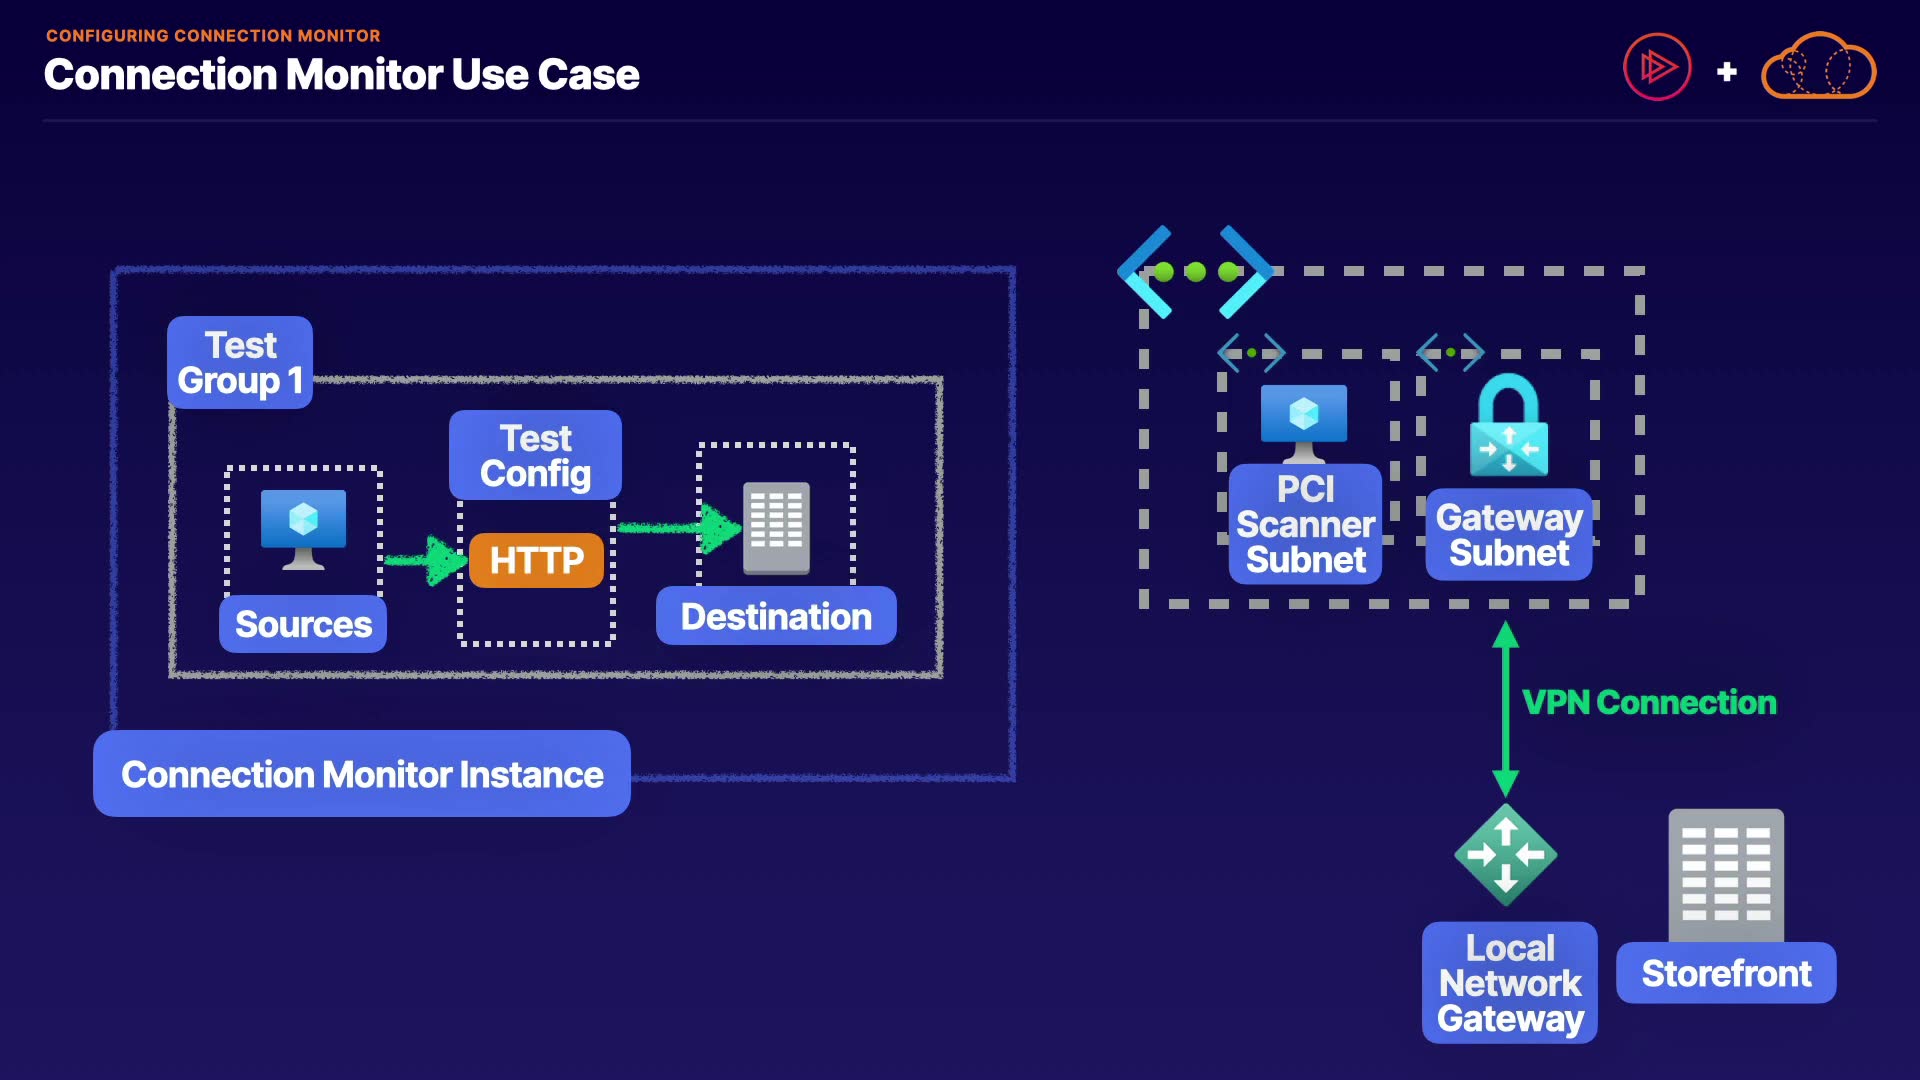 CONFIGURING CONNECTION MONITOR
Connection Monitor Use Case
Test
Group 1
Test
Config
HTTP
Sources
Destination
Connection Monitor Instance
PCI
Scanner
Subnet
Gateway
Subnet
VPN Connection
Local
Network
Gateway
Storefront